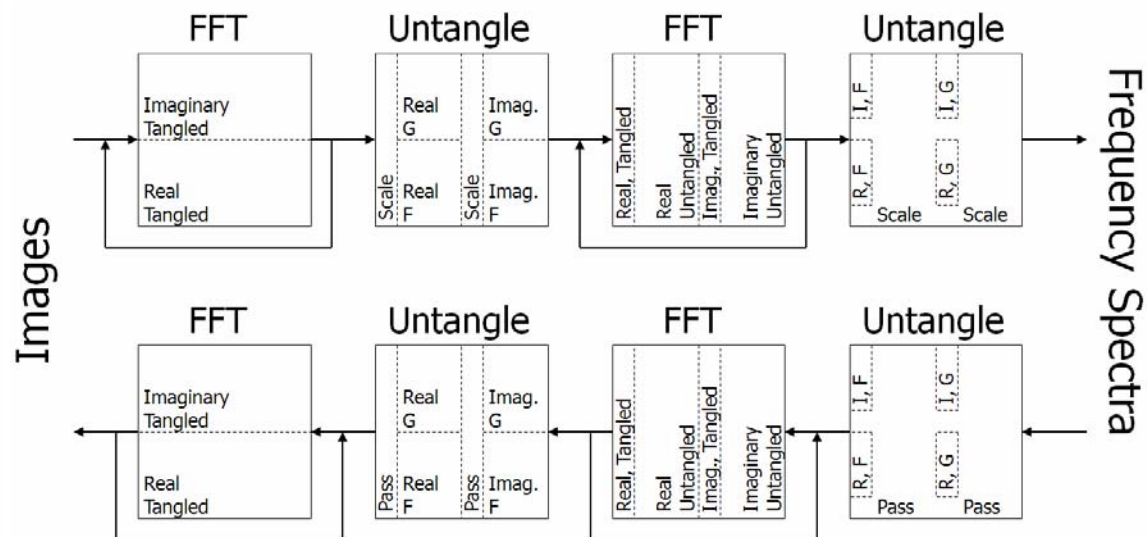 FFT
Untangle
FFT
Untangle
Images
Imaginary
Tangled
Real
Tangled
Scale
Real
G
Real
F
Scale
Imag.
G
Imag.
F
Real, Tangled
Real
Untangled
Imag., Tangled
Imaginary
Untangled
I, F
R, F
Scale
I, G
R, G
Scale
Frequency Spectra
FFT
Untangle
FFT
Untangle
Imaginary
Tangled
Real
Tangled
Pass
Real
G
Real
F
Pass
Imag.
G
Imag.
F
Real, Tangled
Real
Untangled
Imag., Tangled
Imaginary
Untangled
I, F
R, F
Pass
I, G
R, G
Pass